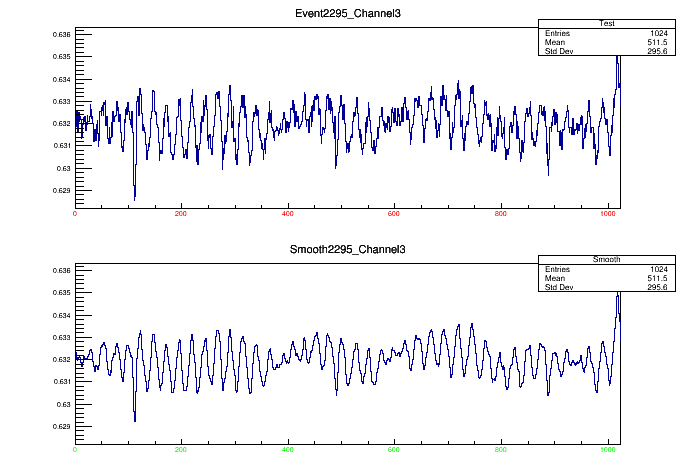 Event2295_Channel3
Test
Entries 1024
Mean 511.5
Std Dev 295.6
0.636
0.635
0.634
0.633
0.632
0.631
0.63
0.629
0 200 400 600 800 1000
Smooth2295_Channel3
Smooth
Entries 1024
Mean 511.5
Std Dev 295.6
0.636
0.635
0.634
0.633
0.632
0.631
0.63
0.629
0 200 400 600 800 1000